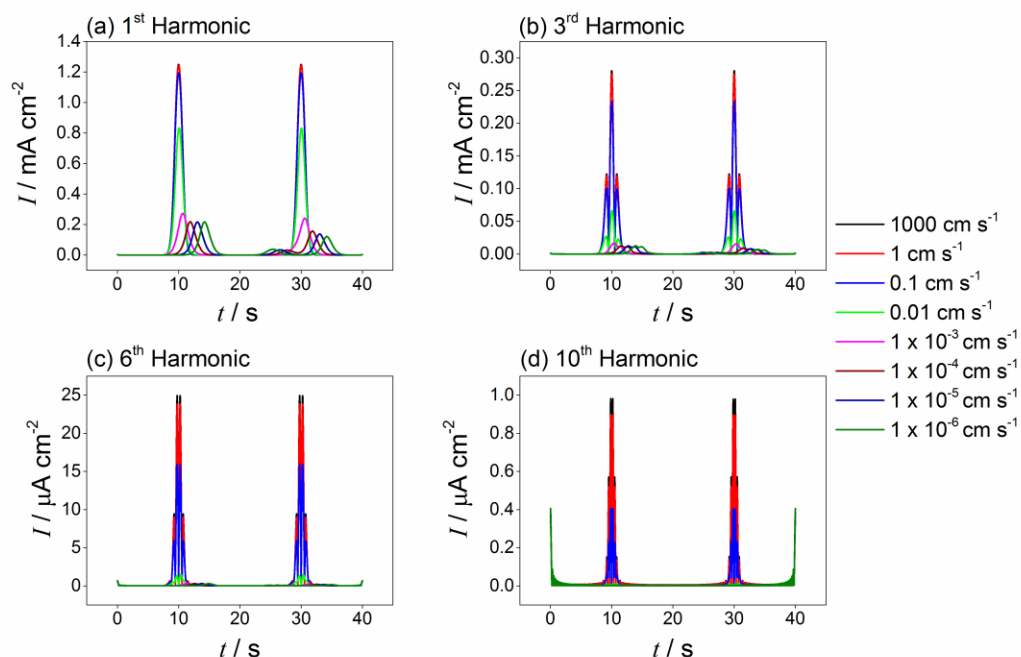 (a) 1st Harmonic
1.4
1.2
1.0
0.8
0.6
0.4
0.2
0.0
I / mA cm-2
0 10 20 30 40
t / s
(b) 3rd Harmonic
0.30
0.25
0.20
0.15
0.10
0.05
0.00
I / mA cm-2
0 10 20 30 40
t / s
(c) 6th Harmonic
25
20
15
10
5
0
I / μA cm-2
0 10 20 30 40
t / s
(d) 10th Harmonic
1.0
0.8
0.6
0.4
0.2
0.0
I / μA cm-2
0 10 20 30 40
t / s
1000 cm s-1
1 cm s-1
0.1 cm s-1
0.01 cm s-1
1 x 10-3 cm s-1
1 x 10-4 cm s-1
1 x 10-5 cm s-1
1 x 10-6 cm s-1